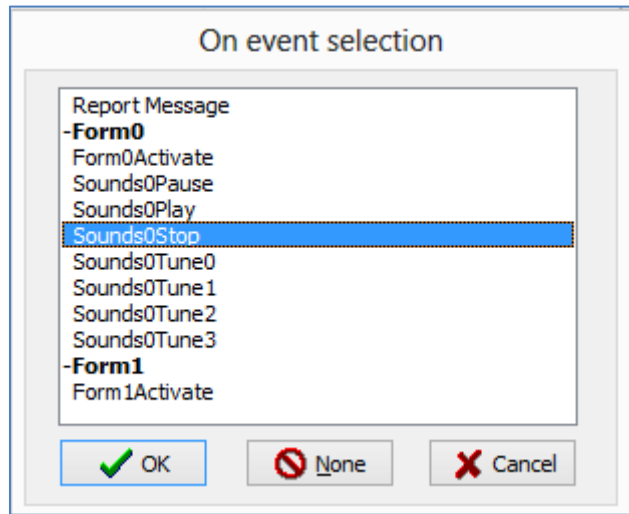 On event selection
Report Message
-Form0
Form0Activate
Sounds0Pause
Sounds0Play
Sounds0Stop
Sounds0Tune0
Sounds0Tune1
Sounds0Tune2
Sounds0Tune3
-Form1
Form1Activate
OK None Cancel